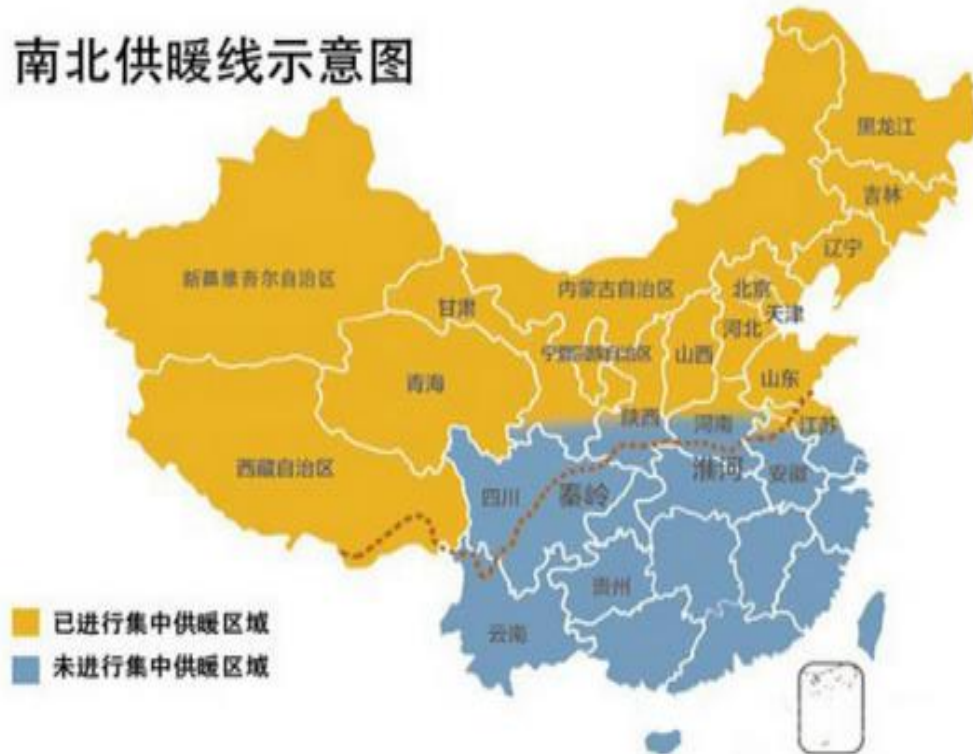 南北供暖线示意图
黑龙江
吉林
辽宁
新疆维吾尔自治区
内蒙古自治区
北京
甘肃
天津
河北
宁夏回族自治区
山西
青海
山东
陕西
河南
江苏
西藏自治区
淮河
安徽
四川
秦岭
贵州
云南
已进行集中供暖区域
未进行集中供暖区域